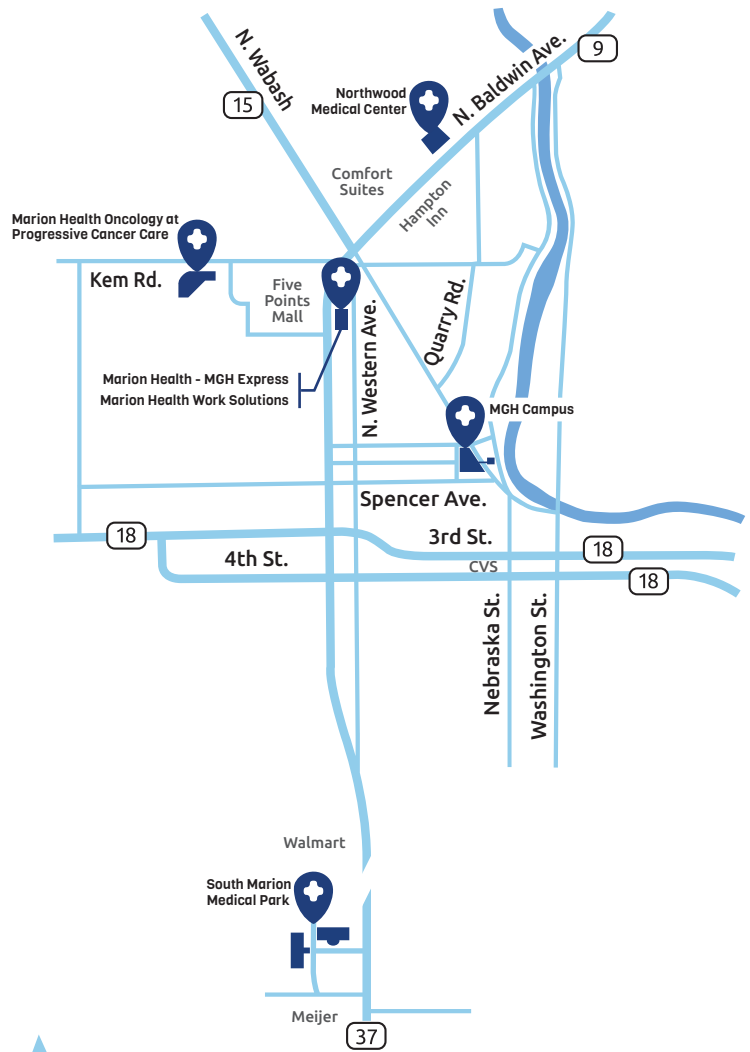 N. Wabash
15
Northwood
Medical Center
N. Baldwin Ave.
9
Comfort
Suites
Hampton
Inn
Marion Health Oncology at
Progressive Cancer Care
Kem Rd.
Five
Points
Mall
Quarry Rd.
N. Western Ave.
Marion Health - MGH Express
Marion Health Work Solutions
MGH Campus
Spencer Ave.
18
3rd St.
18
4th St.
CVS
18
Nebraska St.
Washington St.
Walmart
South Marion
Medical Park
Meijer
37